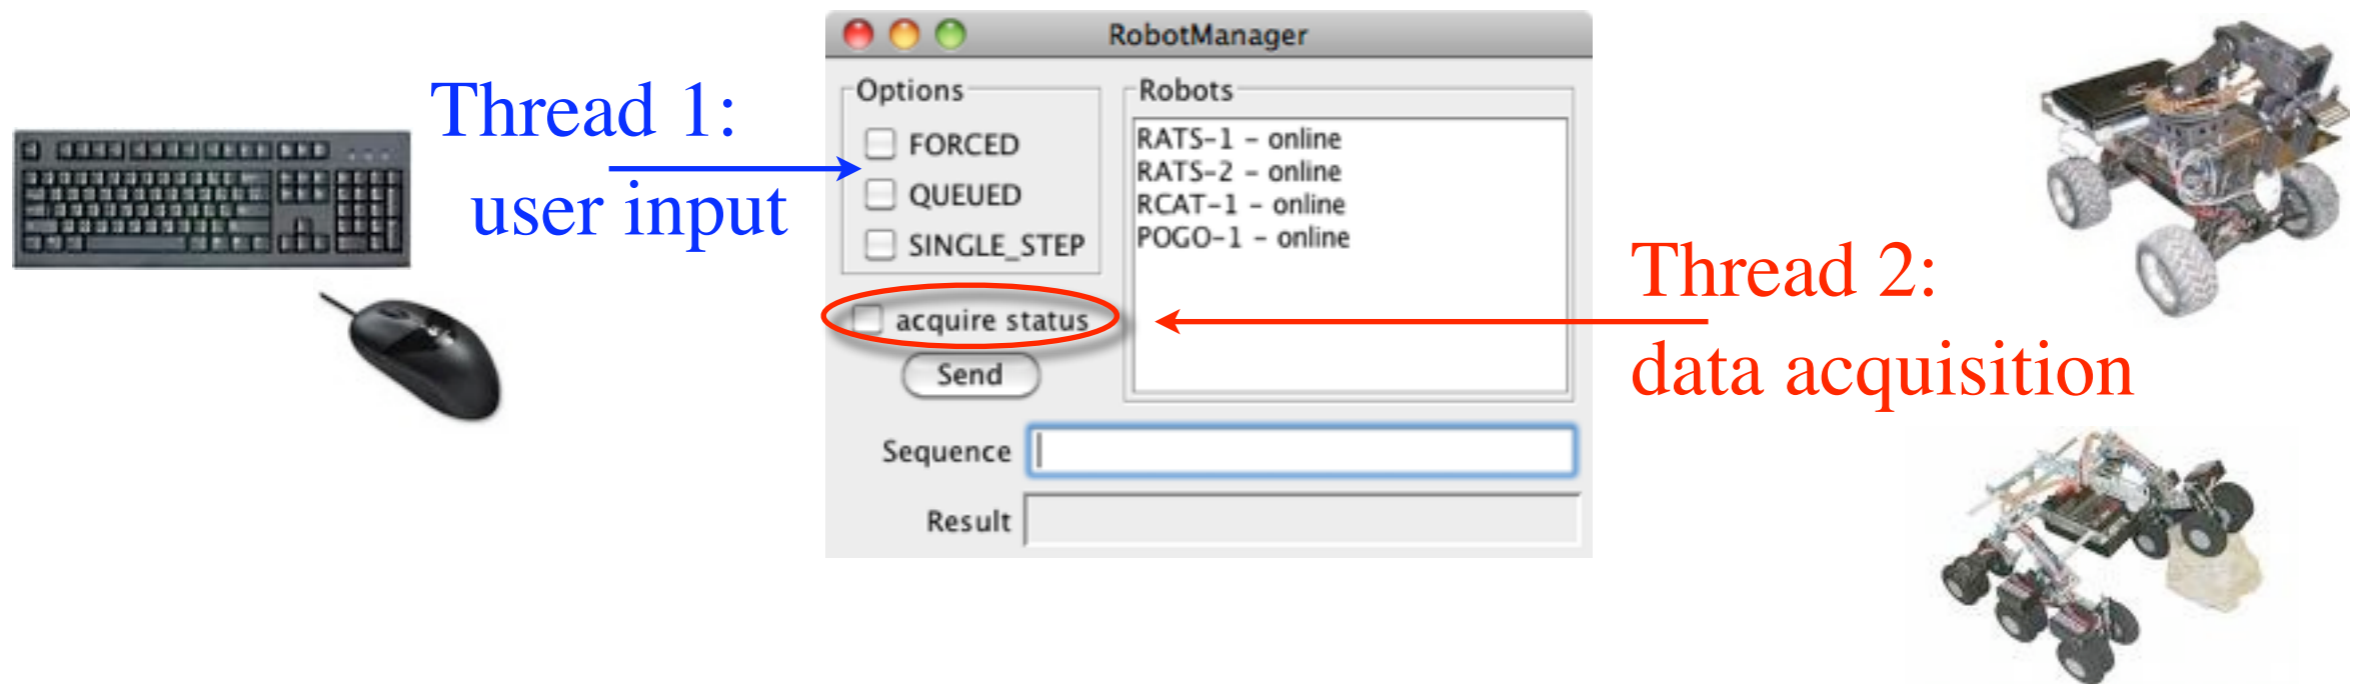 RobotManager
Thread 1:
user input
Options
FORCED
QUEUED
SINGLE_STEP
acquire status
Send
Robots
RATS-1 - online
RATS-2 - online
RCAT-1 - online
POGO-1 - online
Sequence
Result
Thread 2:
data acquisition